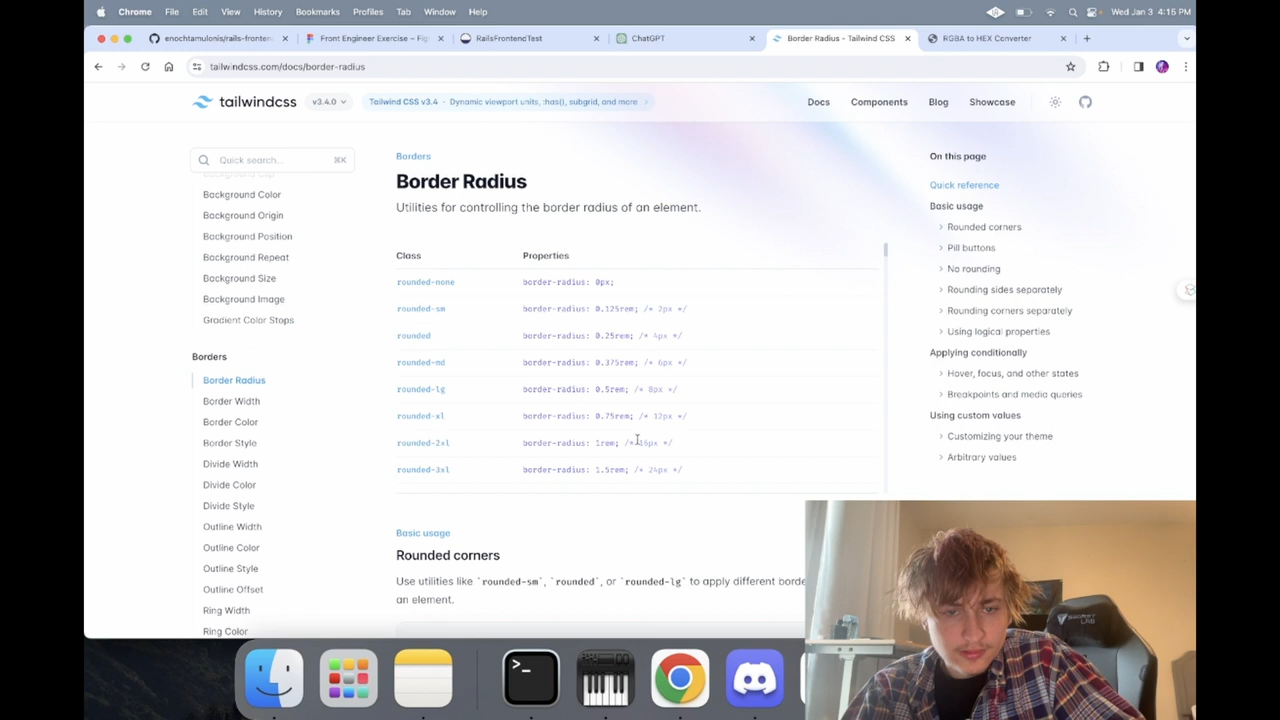 Chrome File Edit View History Bookmarks Profiles Tab Window Help Wed Jan 3 4:15 PM
enochtamulonis/rails-fronten Front Engineer Exercise – Fig RailsFrontendTest ChatGPT Border Radius - Tailwind CSS RGBA to HEX Converter
tailwindcss.com/docs/border-radius
tailwindcss v3.4.0 Tailwind CSS v3.4 · Dynamic viewport units, :has(), subgrid, and more Docs Components Blog Showcase
Quick search... ⌘K
Background Color
Background Origin
Background Position
Background Repeat
Background Size
Background Image
Gradient Color Stops
Borders
Border Radius
Border Width
Border Color
Border Style
Divide Width
Divide Color
Divide Style
Outline Width
Outline Color
Outline Style
Outline Offset
Ring Width
Ring Color
Borders
Border Radius
Utilities for controlling the border radius of an element.
Class Properties
rounded-none border-radius: 0px;
rounded-sm border-radius: 0.125rem; /* 2px */
rounded border-radius: 0.25rem; /* 4px */
rounded-md border-radius: 0.375rem; /* 6px */
rounded-lg border-radius: 0.5rem; /* 8px */
rounded-xl border-radius: 0.75rem; /* 12px */
rounded-2xl border-radius: 1rem; /* 16px */
rounded-3xl border-radius: 1.5rem; /* 24px */
Basic usage
Rounded corners
Use utilities like `rounded-sm`, `rounded`, or `rounded-lg` to apply different borde
an element.
On this page
Quick reference
Basic usage
Rounded corners
Pill buttons
No rounding
Rounding sides separately
Rounding corners separately
Using logical properties
Applying conditionally
Hover, focus, and other states
Breakpoints and media queries
Using custom values
Customizing your theme
Arbitrary values